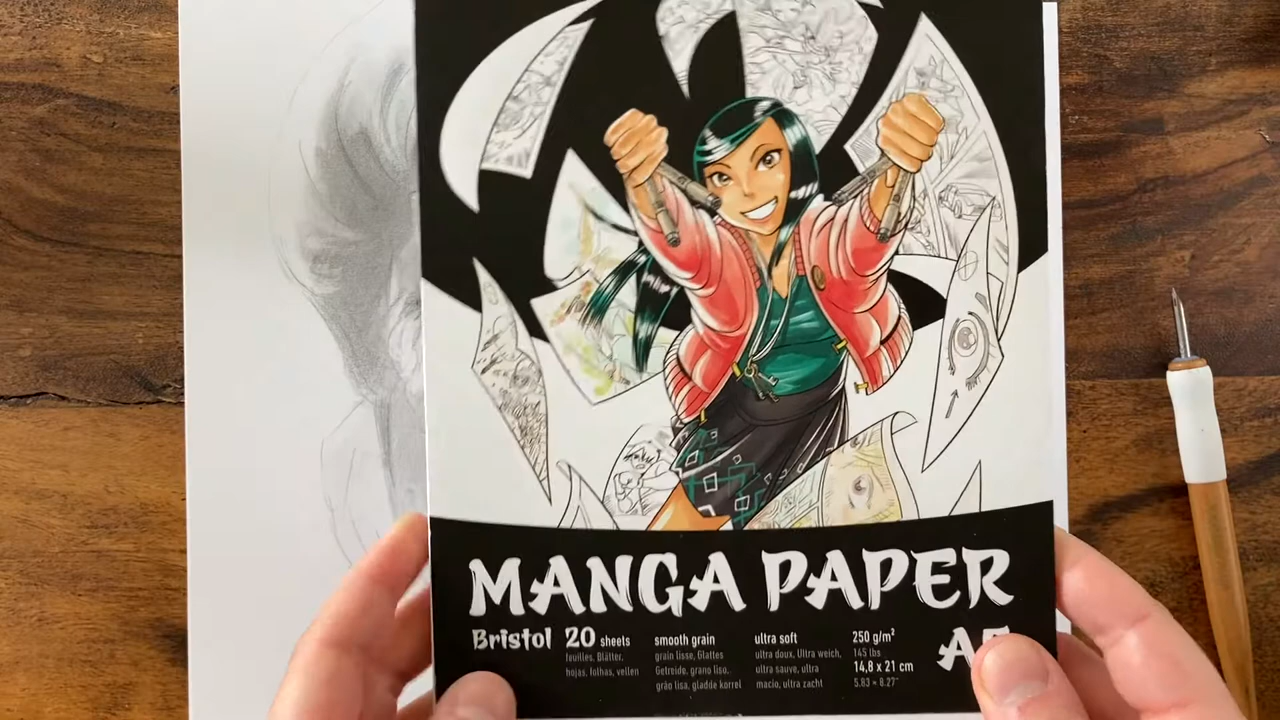 MANGA PAPER
Bristol 20 sheets
feuilles, Blätter,
hojas, folhas, vellen
smooth grain
grain lisse, Glattes
Getreide, grano liso,
grão lisa, gladde korrel
ultra soft
ultra doux, Ultra weich,
ultra sauve, ultra
macio, ultra zacht
250 g/m²
145 lbs
14,8 x 21 cm
5.83 × 8.27"